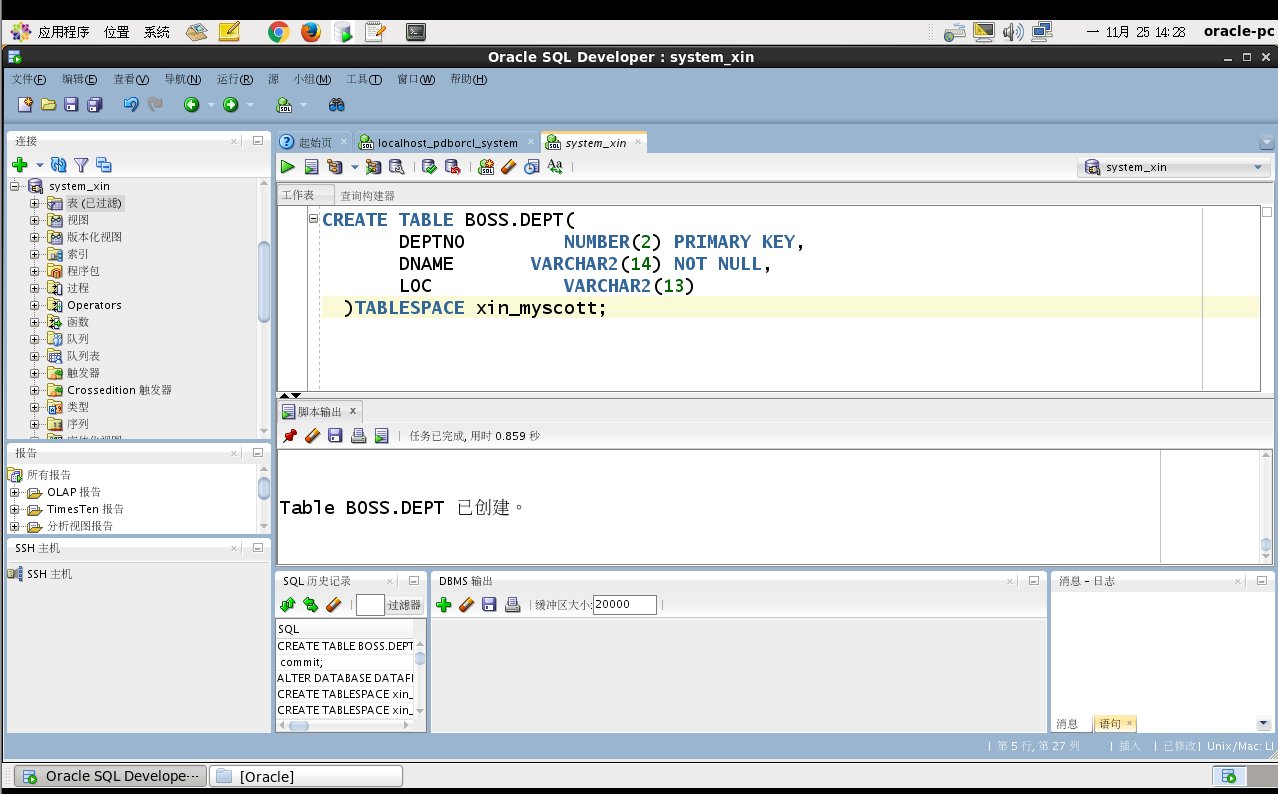 应用程序 位置 系统 一 11月 25 14:28 oracle-pc
Oracle SQL Developer : system_xin
文件(F) 编辑(E) 查看(V) 导航(N) 运行(R) 源 小组(M) 工具(T) 窗口(W) 帮助(H)
连接
system_xin
表 (已过滤)
视图
版本化视图
索引
程序包
过程
Operators
函数
队列
队列表
触发器
Crossedition 触发器
类型
序列
报告
所有报告
OLAP 报告
TimesTen 报告
分析视图报告
SSH 主机
SSH 主机
起始页 localhost_pdborcl_system system_xin
system_xin
工作表 查询构建器
CREATE TABLE BOSS.DEPT(
DEPTNO NUMBER(2) PRIMARY KEY,
DNAME VARCHAR2(14) NOT NULL,
LOC VARCHAR2(13)
)TABLESPACE xin_myscott;
脚本输出 x
任务已完成, 用时 0.859 秒
Table BOSS.DEPT 已创建。
SQL 历史记录
过滤器
SQL
CREATE TABLE BOSS.DEPT
commit;
ALTER DATABASE DATAFI
CREATE TABLESPACE xin_
CREATE TABLESPACE xin_
DBMS 输出
缓冲区大小: 20000
消息 - 日志
消息 语句
第 5 行, 第 27 列 | 插入 | 已修改 | Unix/Mac: LI
Oracle SQL Develope··· [Oracle]